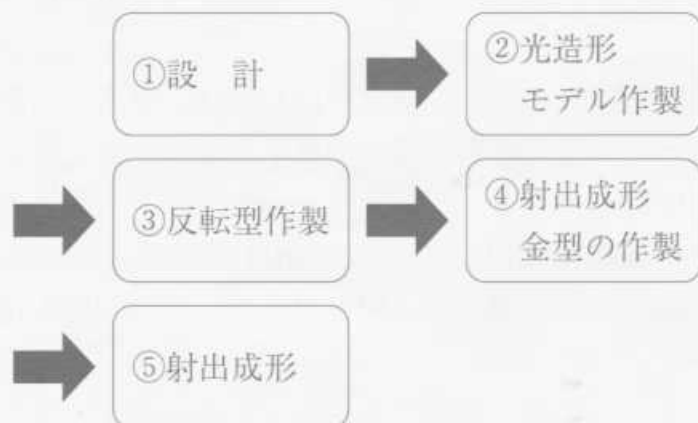 ①設　計
②光造形
モデル作製
③反転型作製
④射出成形
金型の作製
⑤射出成形